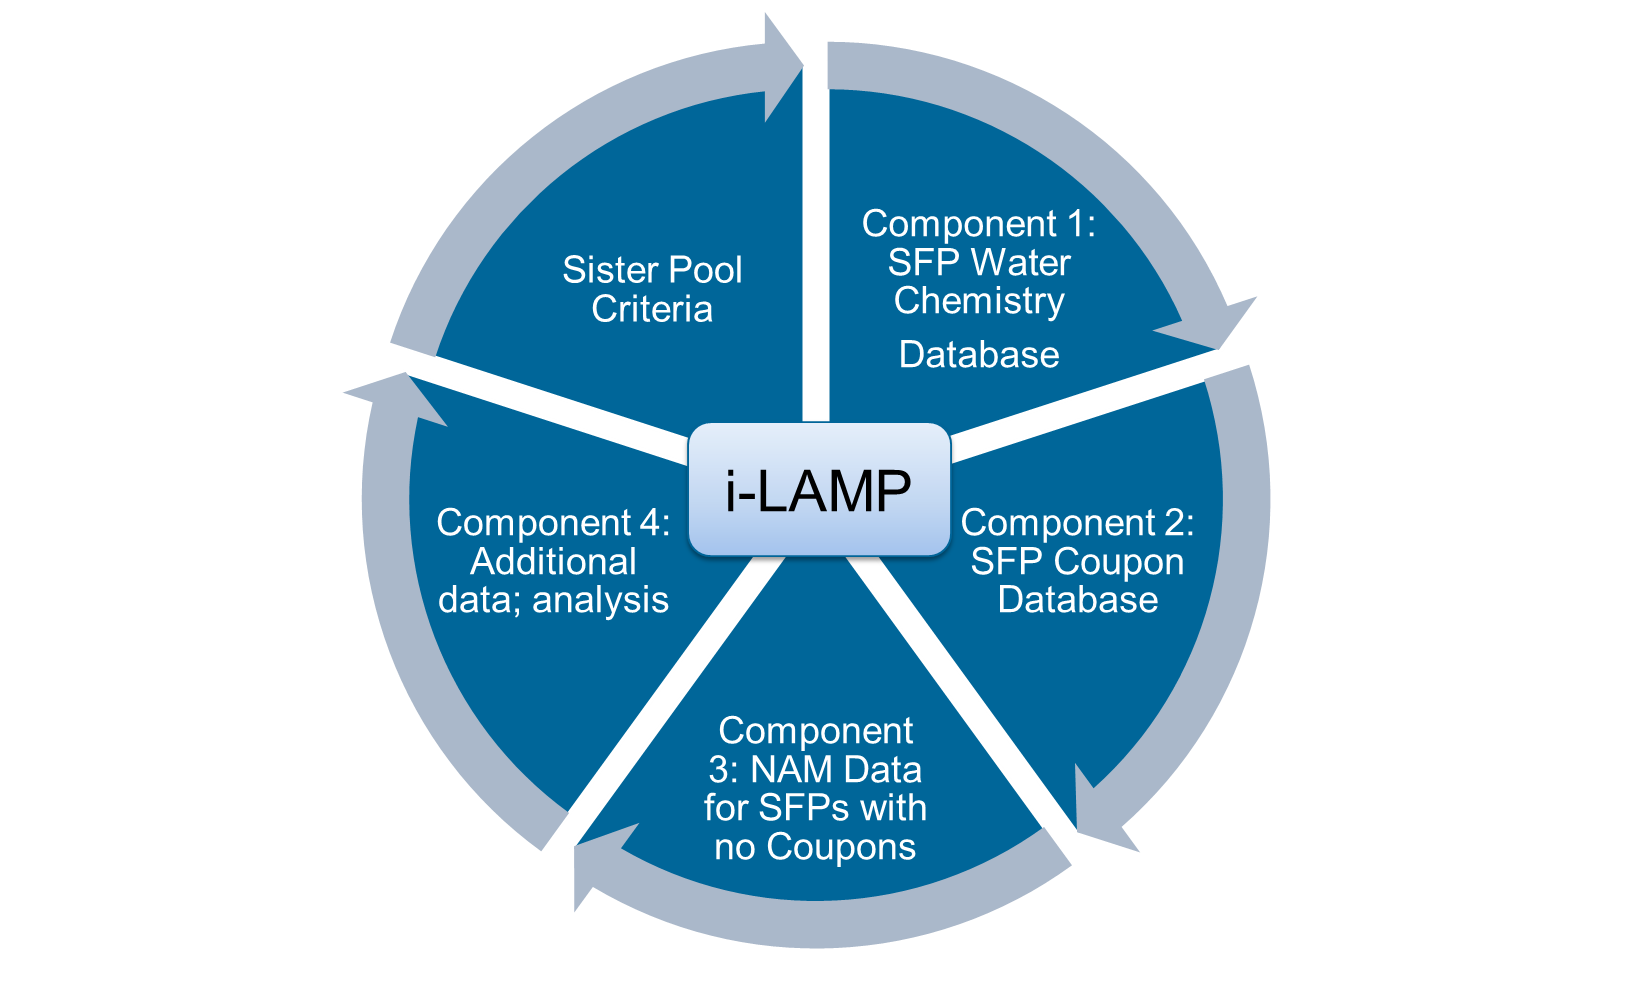 Sister Pool
Criteria
Component 1:
SFP Water
Chemistry
Database
i-LAMP
Component 4:
Additional
data; analysis
Component 2:
SFP Coupon
Database
Component
3: NAM Data
for SFPs with
no Coupons